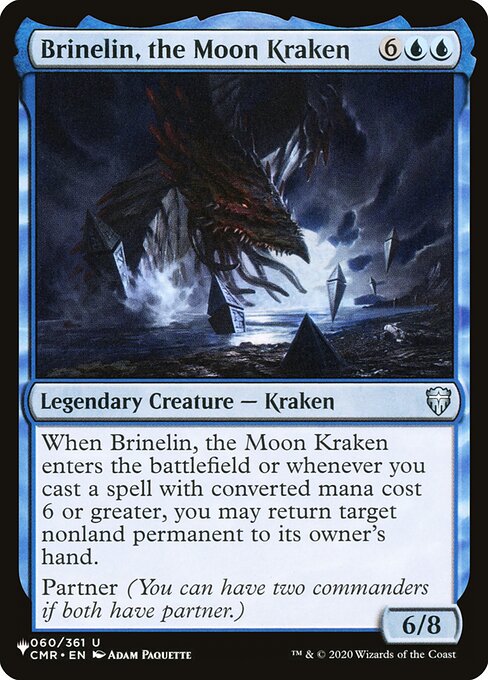 Brinelin, the Moon Kraken 6
Legendary Creature — Kraken
When Brinelin, the Moon Kraken
enters the battlefield or whenever you
cast a spell with converted mana cost
6 or greater, you may return target
nonland permanent to its owner's
hand.
Partner (You can have two commanders
if both have partner.)
6/8
060/361 U
CMR • EN Adam Paquette
™ & © 2020 Wizards of the Coast